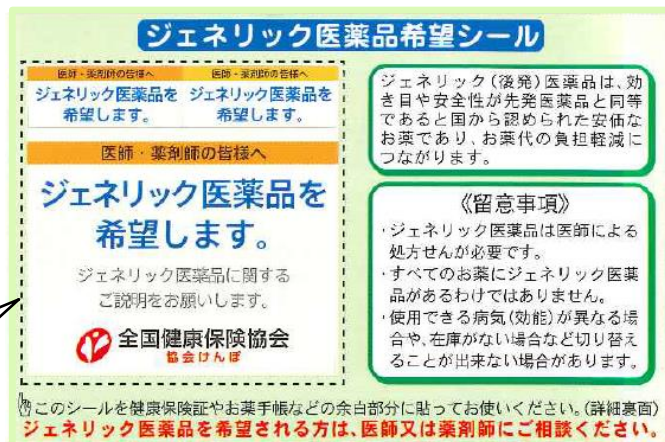 ジェネリック医薬品希望シール
医師・薬剤師の皆様へ
ジェネリック医薬品を
希望します。
医師・薬剤師の皆様へ
ジェネリック医薬品を
希望します。
医師・薬剤師の皆様へ
ジェネリック医薬品を
希望します。
ジェネリック医薬品に関する
ご説明をお願いします。
全国健康保険協会
協会けんぽ
ジェネリック(後発)医薬品は、効
き目や安全性が先発医薬品と同等
であると国から認められた安価な
お薬であり、お薬代の負担軽減に
つながります。
《留意事項》
・ジェネリック医薬品は医師による
処方せんが必要です。
・すべてのお薬にジェネリック医薬
品があるわけではありません。
・使用できる病気(効能)が異なる場
合や、在庫がない場合など切り替え
ることが出来ない場合があります。
このシールを健康保険証やお薬手帳などの余白部分に貼ってお使いください。(詳細裏面)
ジェネリック医薬品を希望される方は、医師又は薬剤師にご相談ください。